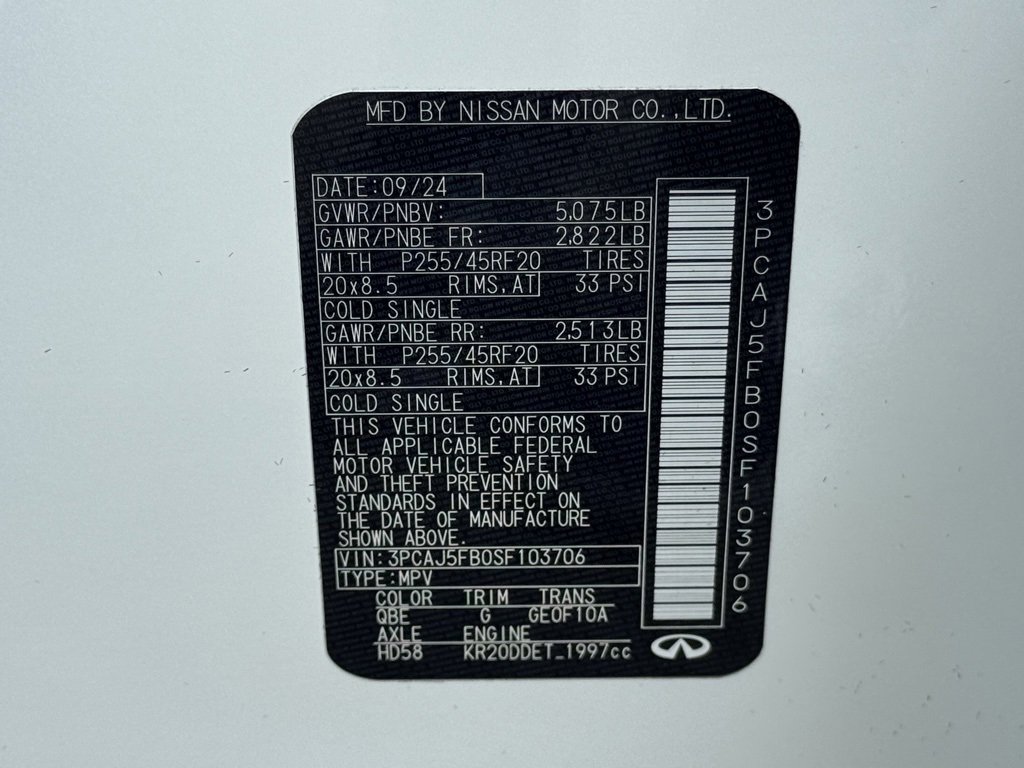 MFD BY NISSAN MOTOR CO.,LTD.
DATE:09/24
GVWR/PNBV: 5,075LB
GAWR/PNBE FR: 2,822LB
WITH P255/45RF20 TIRES
20x8.5 RIMS,AT 33 PSI
COLD SINGLE
GAWR/PNBE RR: 2,513LB
WITH P255/45RF20 TIRES
20x8.5 RIMS,AT 33 PSI
COLD SINGLE
THIS VEHICLE CONFORMS TO
ALL APPLICABLE FEDERAL
MOTOR VEHICLE SAFETY
AND THEFT PREVENTION
STANDARDS IN EFFECT ON
THE DATE OF MANUFACTURE
SHOWN ABOVE.
VIN:3PCAJ5FB0SF103706
TYPE:MPV
COLOR TRIM TRANS
QBE G GE0F10A
AXLE ENGINE
HD58 KR20DDET_1997cc
3PCAJ5FB0SF103706